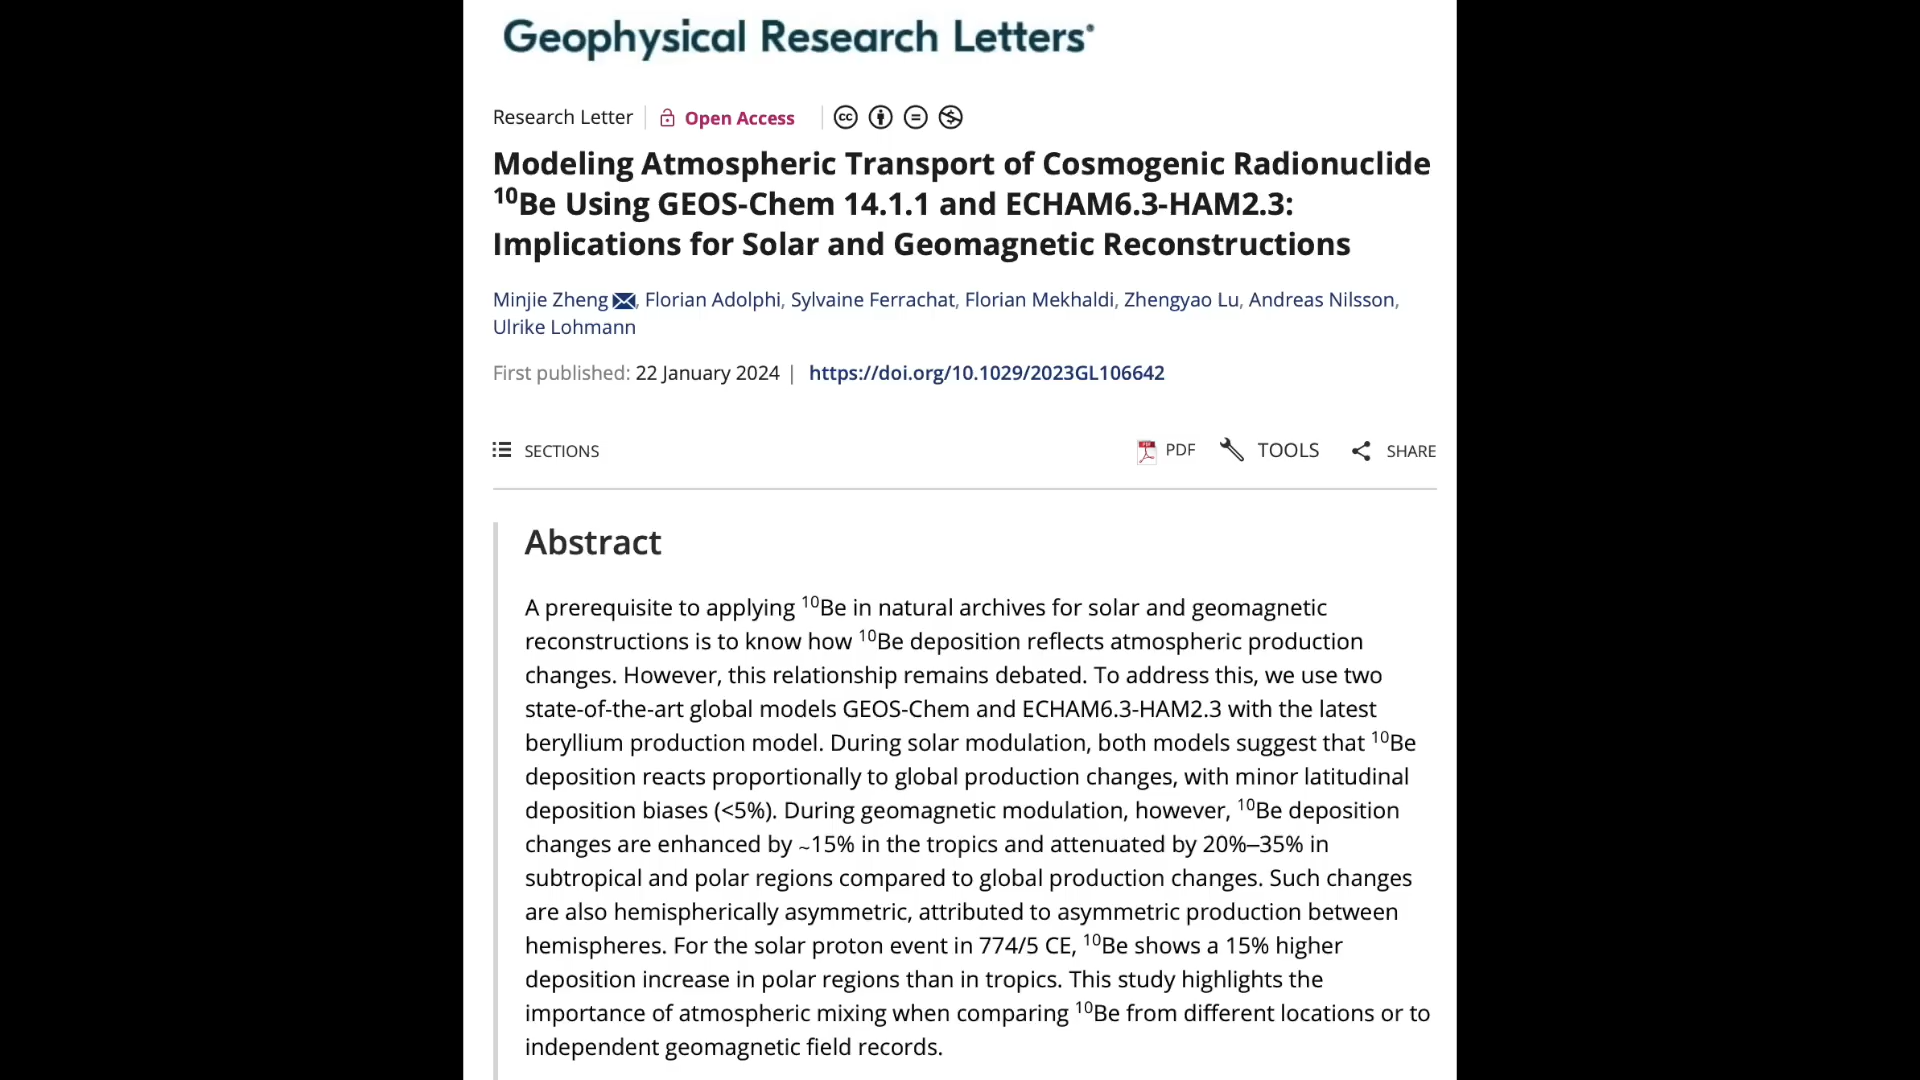 Geophysical Research Letters®
Research Letter | Open Access | cc
Modeling Atmospheric Transport of Cosmogenic Radionuclide
¹⁰Be Using GEOS-Chem 14.1.1 and ECHAM6.3-HAM2.3:
Implications for Solar and Geomagnetic Reconstructions
Minjie Zheng, Florian Adolphi, Sylvaine Ferrachat, Florian Mekhaldi, Zhengyao Lu, Andreas Nilsson,
Ulrike Lohmann
First published: 22 January 2024 | https://doi.org/10.1029/2023GL106642
SECTIONS PDF TOOLS SHARE
Abstract
A prerequisite to applying ¹⁰Be in natural archives for solar and geomagnetic
reconstructions is to know how ¹⁰Be deposition reflects atmospheric production
changes. However, this relationship remains debated. To address this, we use two
state-of-the-art global models GEOS-Chem and ECHAM6.3-HAM2.3 with the latest
beryllium production model. During solar modulation, both models suggest that ¹⁰Be
deposition reacts proportionally to global production changes, with minor latitudinal
deposition biases (<5%). During geomagnetic modulation, however, ¹⁰Be deposition
changes are enhanced by ~15% in the tropics and attenuated by 20%–35% in
subtropical and polar regions compared to global production changes. Such changes
are also hemispherically asymmetric, attributed to asymmetric production between
hemispheres. For the solar proton event in 774/5 CE, ¹⁰Be shows a 15% higher
deposition increase in polar regions than in tropics. This study highlights the
importance of atmospheric mixing when comparing ¹⁰Be from different locations or to
independent geomagnetic field records.